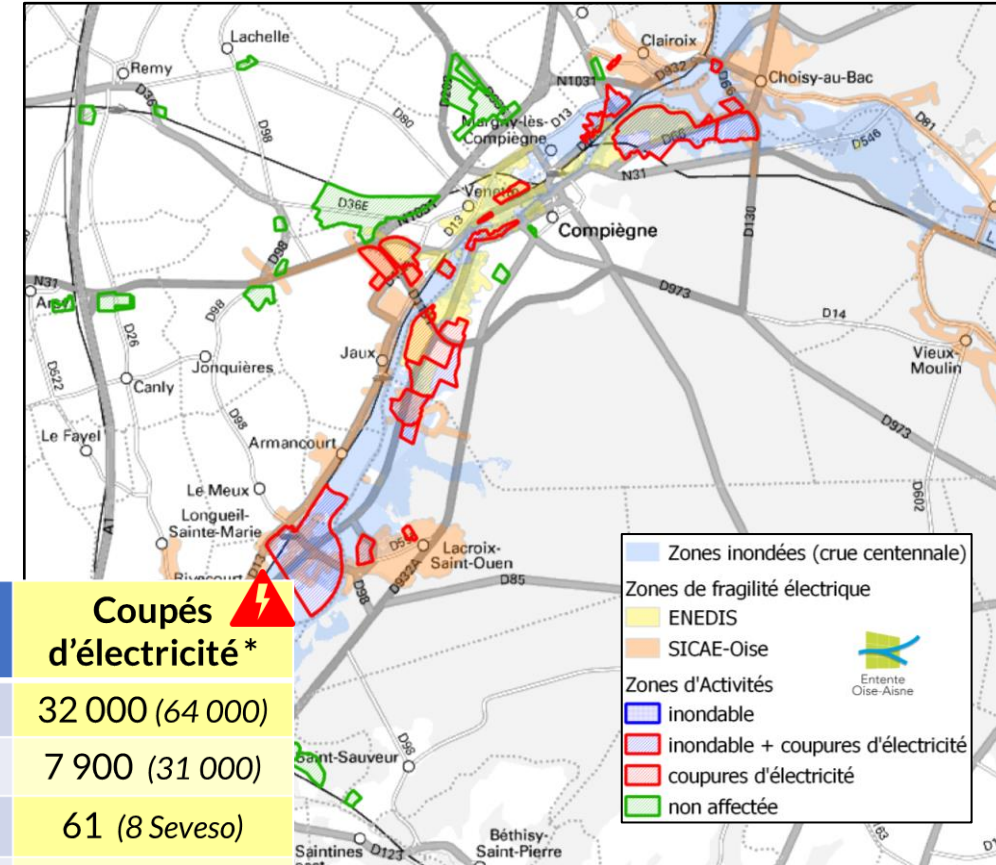 Lachelle
Clairoix
Remy
D932
N1031
Choisy-au-Bac
D36
D66
D13
D80
D81
Margny-lès-
Compiègne
D98
D66
D546
N31
D36E
Venette
N1031
D13
D130
Compiègne
D98
N31
D973
D98
D26
D14
Jaux
Vieux-
Moulin
Jonquières
D522
Canly
D98
D973
Le Fayel
Armancourt
D602
Le Meux
Longueil-
Sainte-Marie
A1
D13
Lacroix-
Saint-Ouen
D932A
D85
D98
Rivecourt
Coupés
d'électricité*
32 000 (64 000)
7 900 (31 000)
61 (8 Seveso)
Zones inondées (crue centennale)
Zones de fragilité électrique
ENEDIS
SICAE-Oise
Entente
Oise-Aisne
Zones d'Activités
inondable
inondable + coupures d'électricité
coupures d'électricité
non affectée
D98
Saint-Sauveur
Béthisy-
Saint-Pierre
Saintines
D123